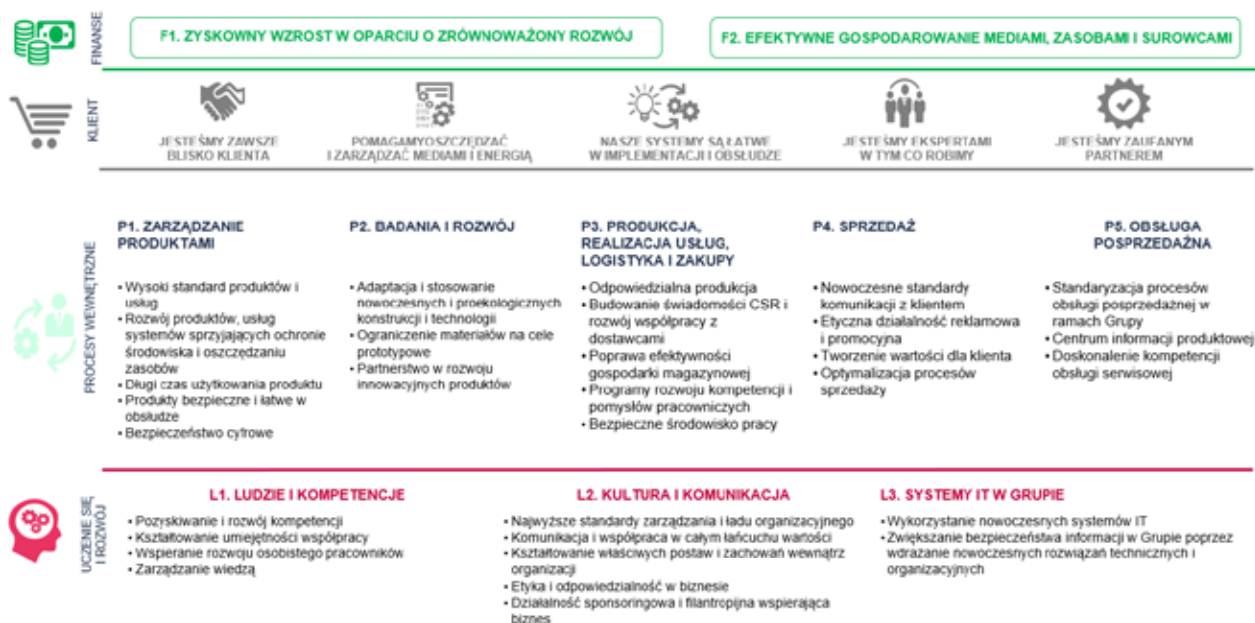 FINANSE
F1. ZYSKOWNY WZROST W OPARCIU O ZRÓWNOWAŻONY ROZWÓJ
F2. EFEKTYWNE GOSPODAROWANIE MEDIAMI, ZASOBAMI I SUROWCAMI
KLIENT
JESTEŚMY ZAWSZE
BLISKO KLIENTA
POMAGAMYOSZCZĘDZAĆ
I ZARZĄDZAĆ MEDIAMI I ENERGIĄ
NASZE SYSTEMY SĄ ŁATWE
W IMPLEMENTACJI I OBSŁUDZE
JESTEŚMY EKSPERTAMI
W TYM CO ROBIMY
JESTEŚMY ZAUFANYM
PARTNEREM
PROCESY WEWNĘTRZNE
P1. ZARZĄDZANIE
PRODUKTAMI
• Wysoki standard produktów i
usług
• Rozwój produktów, usług
systemów sprzyjających ochronie
środowiska i oszczędzaniu
zasobów
• Długi czas użytkowania produktu
• Produkty bezpieczne i łatwe w
obsłudze
• Bezpieczeństwo cyfrowe
P2. BADANIA I ROZWÓJ
• Adaptacja i stosowanie
nowoczesnych i proekologicznych
konstrukcji i technologii
• Ograniczenie materiałów na cele
prototypowe
• Partnerstwo w rozwoju
innowacyjnych produktów
P3. PRODUKCJA,
REALIZACJA USŁUG,
LOGISTYKA I ZAKUPY
• Odpowiedzialna produkcja
• Budowanie świadomości CSR i
rozwój współpracy z
dostawcami
• Poprawa efektywności
gospodarki magazynowej
• Programy rozwoju kompetencji i
pomysłów pracowniczych
• Bezpieczne środowisko pracy
P4. SPRZEDAŻ
• Nowoczesne standardy
komunikacji z klientem
• Etyczna działalność reklamowa
i promocyjna
• Tworzenie wartości dla klienta
• Optymalizacja procesów
sprzedaży
P5. OBSŁUGA
POSPRZEDAŻNA
• Standaryzacja procesów
obsługi posprzedażnej w
ramach Grupy
• Centrum informacji produktowej
• Doskonalenie kompetencji
obsługi serwisowej
UCZENIE SIĘ,
I ROZWÓJ
L1. LUDZIE I KOMPETENCJE
• Pozyskiwanie i rozwój kompetencji
• Kształtowanie umiejętności współpracy
• Wspieranie rozwoju osobistego pracowników
• Zarządzanie wiedzą
L2. KULTURA I KOMUNIKACJA
• Najwyższe standardy zarządzania i ładu organizacyjnego
• Komunikacja i współpraca w całym łańcuchu wartości
• Kształtowanie właściwych postaw i zachowań wewnątrz
organizacji
• Etyka i odpowiedzialność w biznesie
• Działalność sponsoringowa i filantropijna wspierająca
biznes
L3. SYSTEMY IT W GRUPIE
• Wykorzystanie nowoczesnych systemów IT
• Zwiększanie bezpieczeństwa informacji w Grupie poprzez
wdrażanie nowoczesnych rozwiązań technicznych i
organizacyjnych